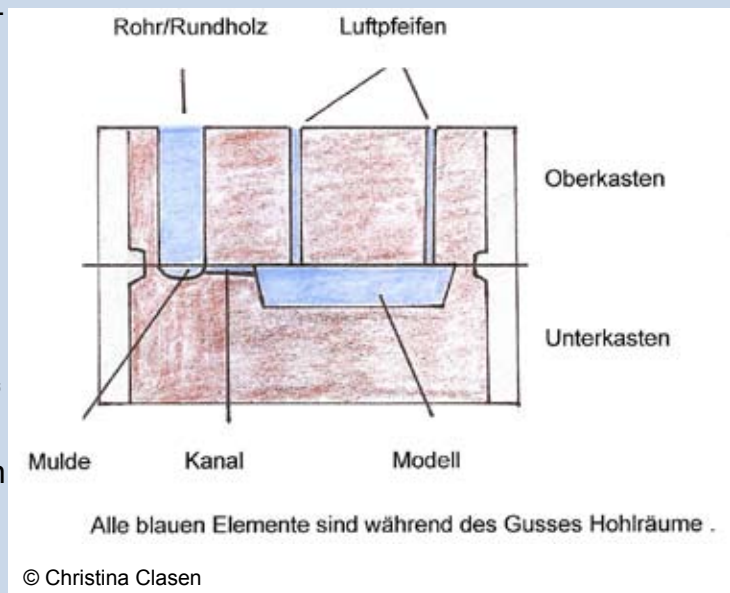 Rohr/Rundholz Luftpfeifen
Oberkasten
Unterkasten
Mulde Kanal Modell
Alle blauen Elemente sind während des Gusses Hohlräume .
© Christina Clasen